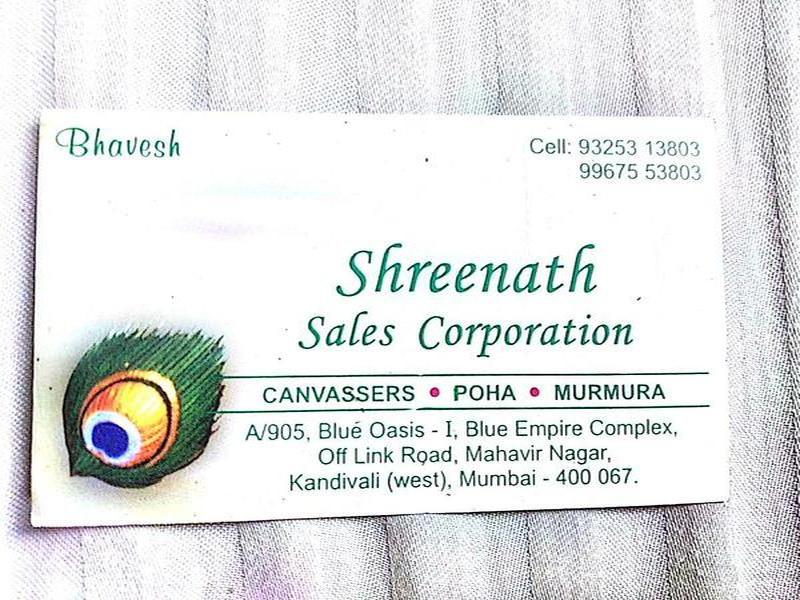 Bhavesh
Cell: 93253 13803
99675 53803
Shreenath
Sales Corporation
CANVASSERS • POHA • MURMURA
A/905, Blue Oasis - I, Blue Empire Complex,
Off Link Road, Mahavir Nagar,
Kandivali (west), Mumbai - 400 067.